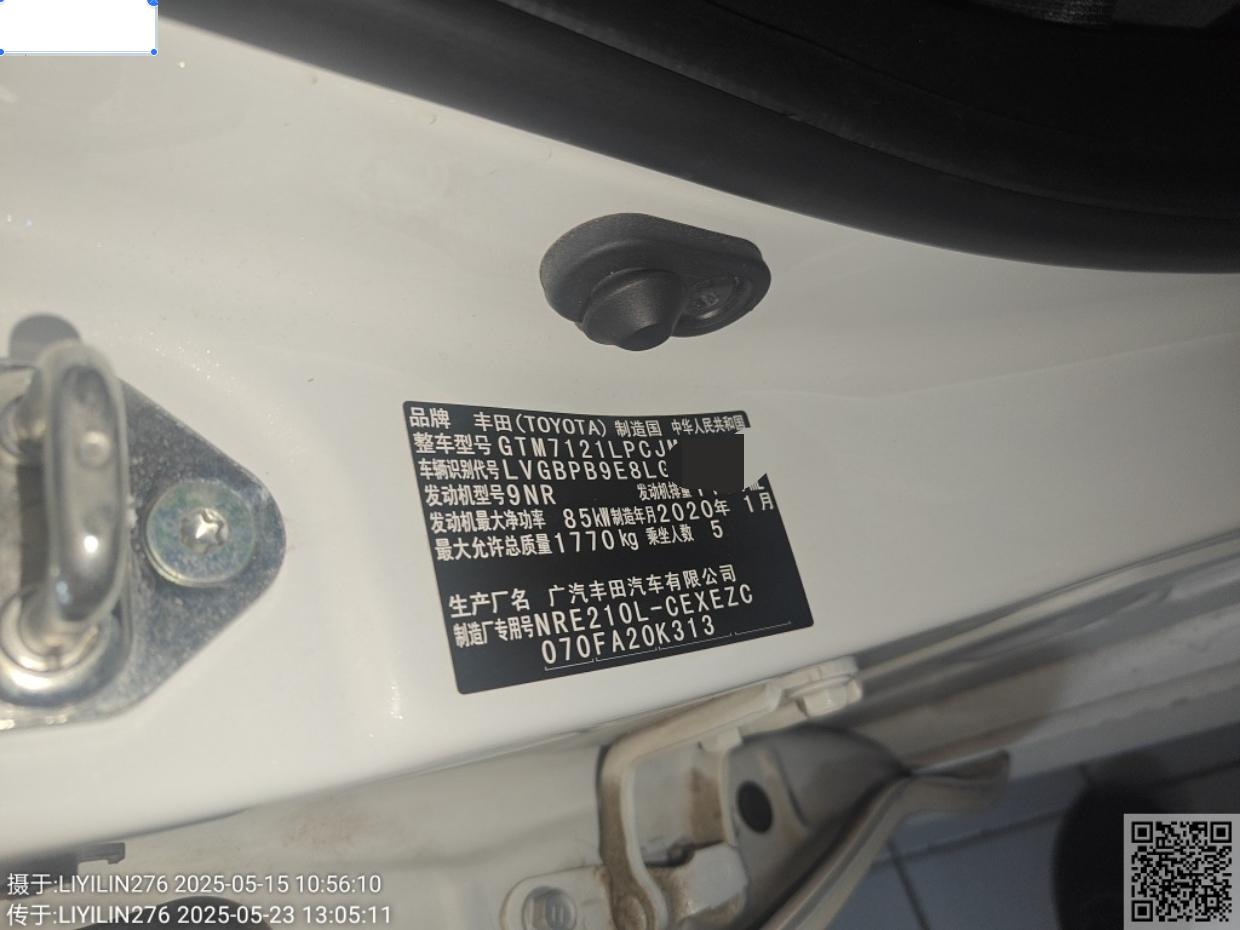 品牌 丰田(TOYOTA) 制造国 中华人民共和国
整车型号 GTM7121LPCJ
车辆识别代号 LVGBPB9E8L
发动机型号 9NR 发动机排量
发动机最大净功率 85kW 制造年月 2020年 1月
最大允许总质量 1770kg 乘坐人数 5
生产厂名 广汽丰田汽车有限公司
制造厂专用号 NRE210L-CEXEZC
070FA20K313
摄于:LIYILIN276 2025-05-15 10:56:10
传于:LIYILIN276 2025-05-23 13:05:11